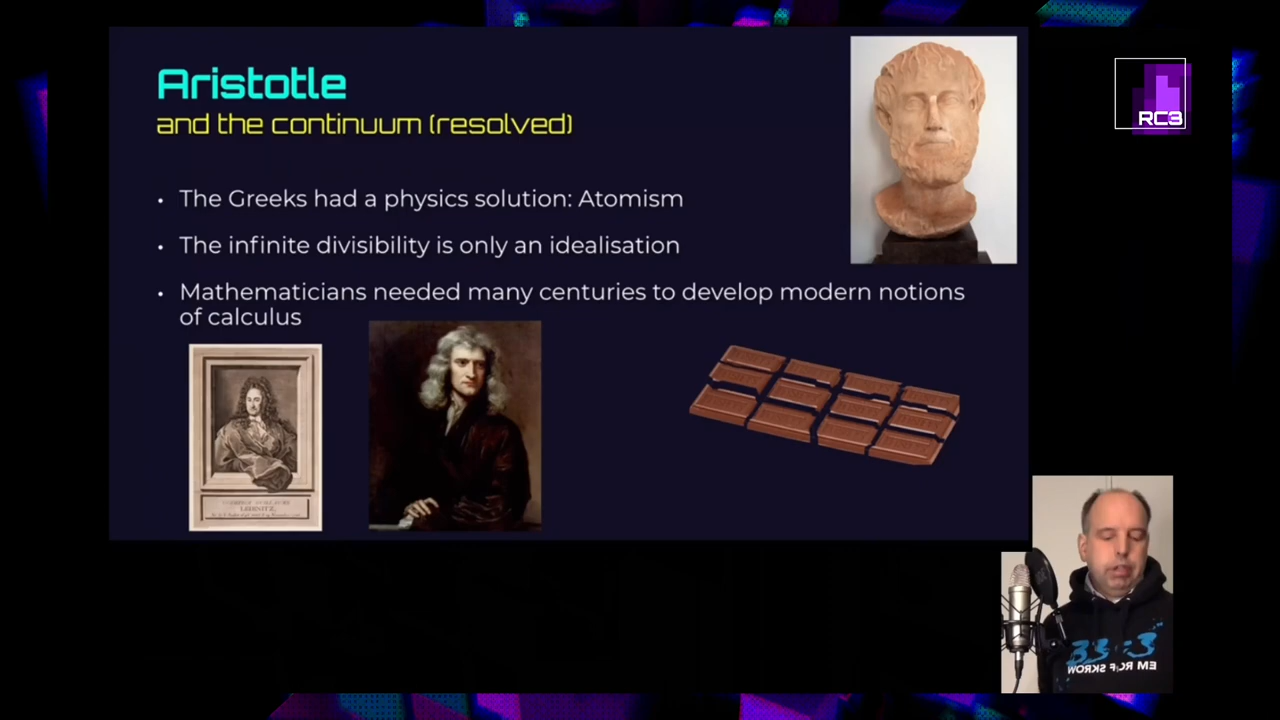 Aristotle
and the continuum (resolved)
RC3
• The Greeks had a physics solution: Atomism
• The infinite divisibility is only an idealisation
• Mathematicians needed many centuries to develop modern notions
of calculus